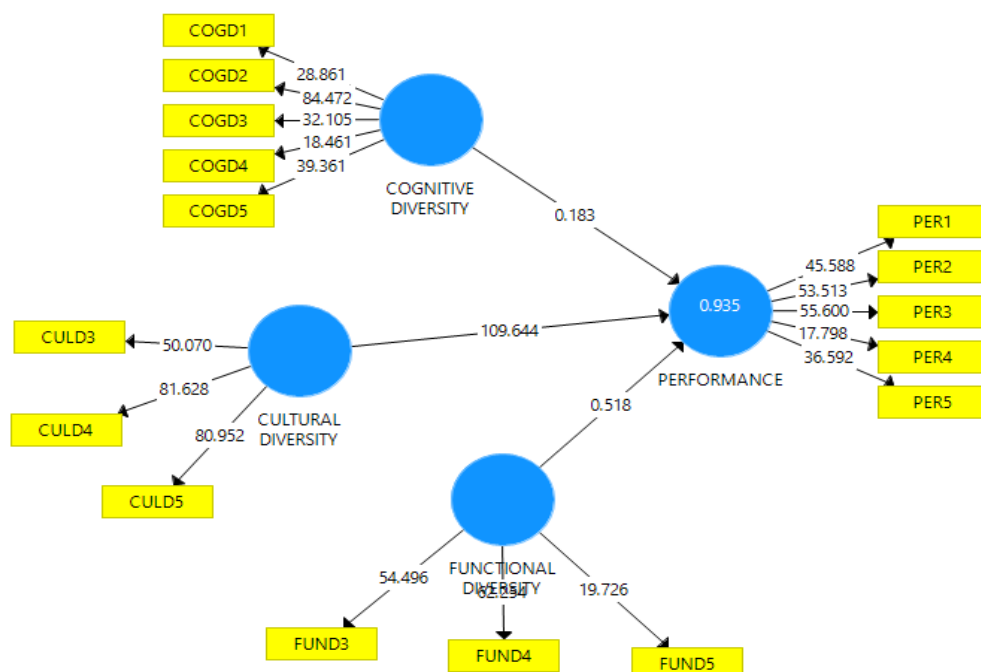 COGD1
COGD2
COGD3
COGD4
COGD5
28.861
84.472
32.105
18.461
39.361
COGNITIVE
DIVERSITY
0.183
CULD3
CULD4
CULD5
50.070
81.628
80.952
CULTURAL
DIVERSITY
109.644
0.935
PERFORMANCE
45.588
53.513
55.600
17.798
36.592
PER1
PER2
PER3
PER4
PER5
0.518
FUNCTIONAL
DIVERSITY
54.496
62.254
19.726
FUND3
FUND4
FUND5